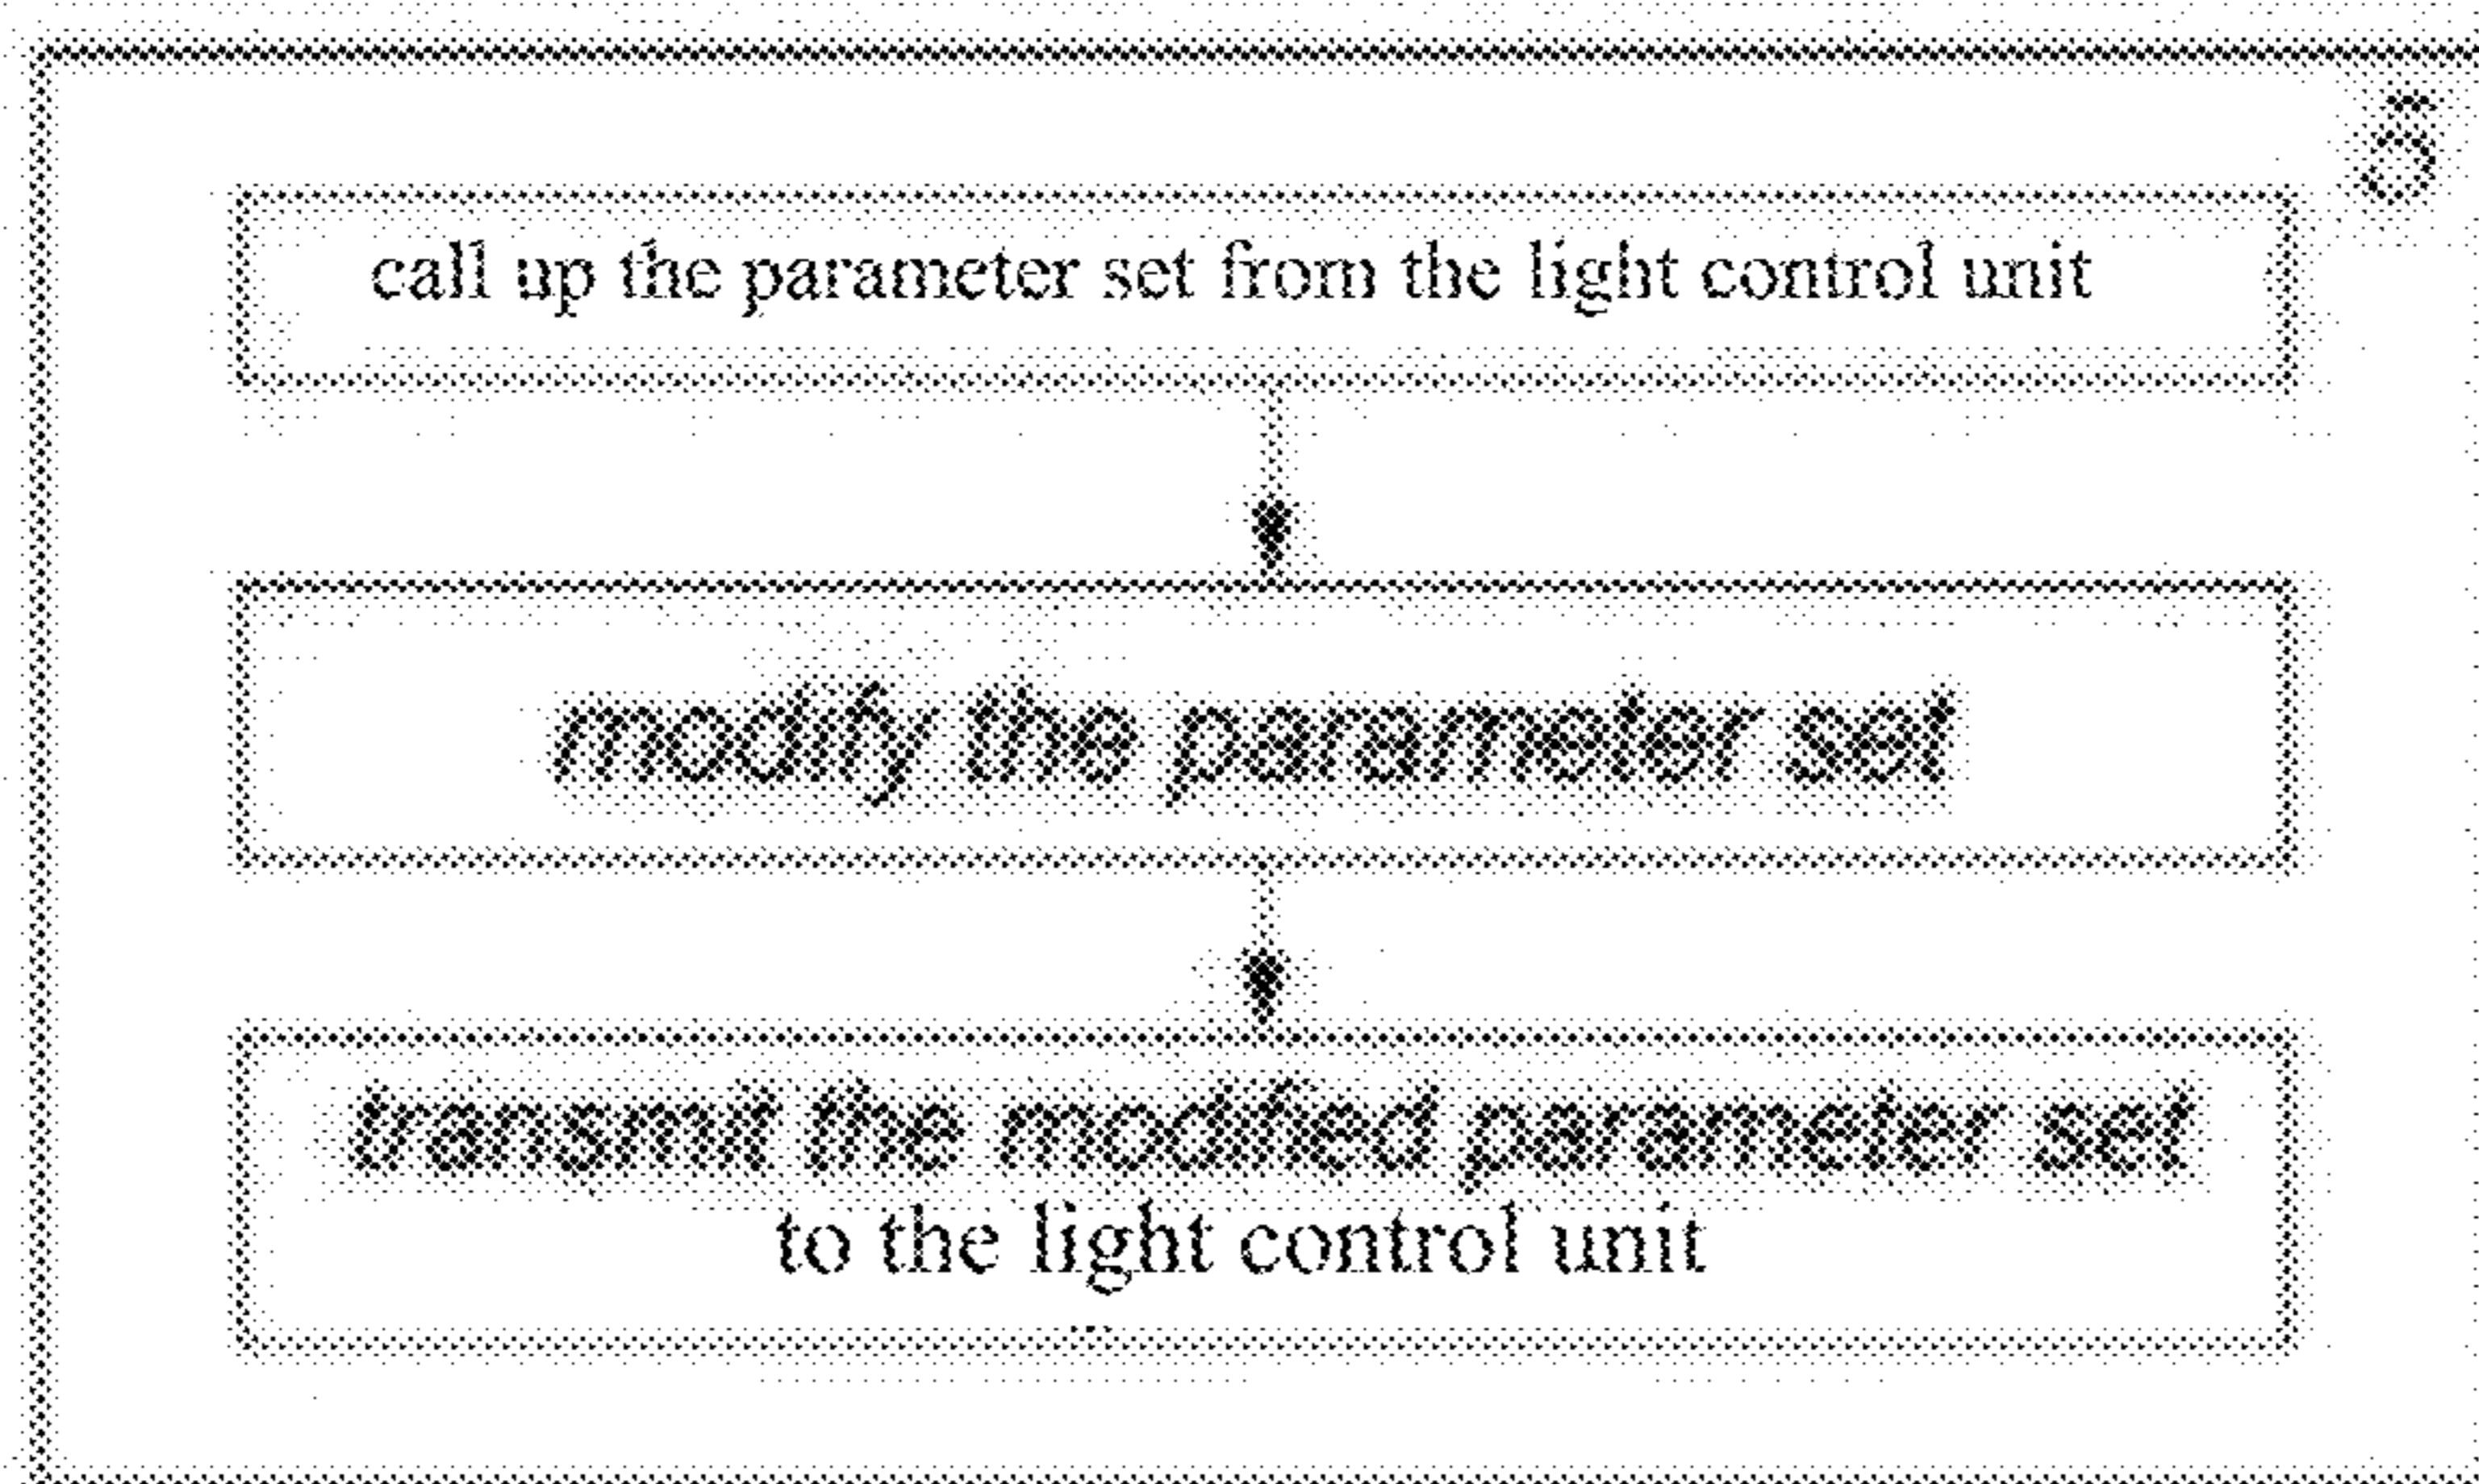 5
call up the parameter set from the light control unit
modify the parameter set
transmit the modified parameter set
to the light control unit